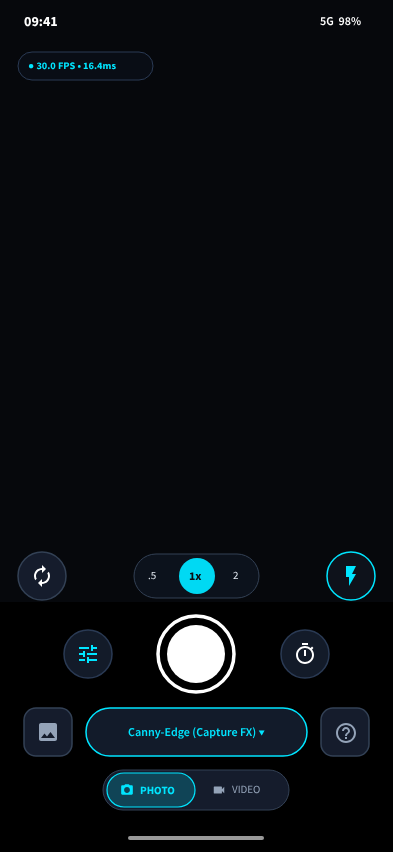 09:41
5G 98%
• 30.0 FPS • 16.4ms
.5 1x 2
Canny-Edge (Capture FX) ▾
PHOTO VIDEO